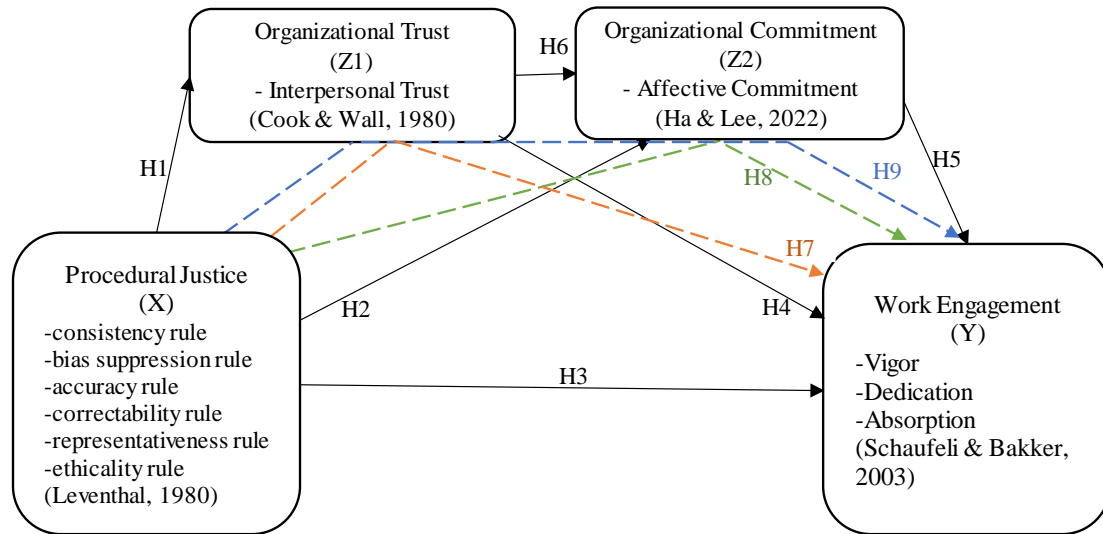 Organizational Trust
(Z1)
- Interpersonal Trust
(Cook & Wall, 1980)
H6
Organizational Commitment
(Z2)
- Affective Commitment
(Ha & Lee, 2022)
H1
H5
H8
H9
H7
Procedural Justice
(X)
-consistency rule
-bias suppression rule
-accuracy rule
-correctability rule
-representativeness rule
-ethicality rule
(Leventhal, 1980)
H2
H4
H3
Work Engagement
(Y)
-Vigor
-Dedication
-Absorption
(Schaufeli & Bakker,
2003)